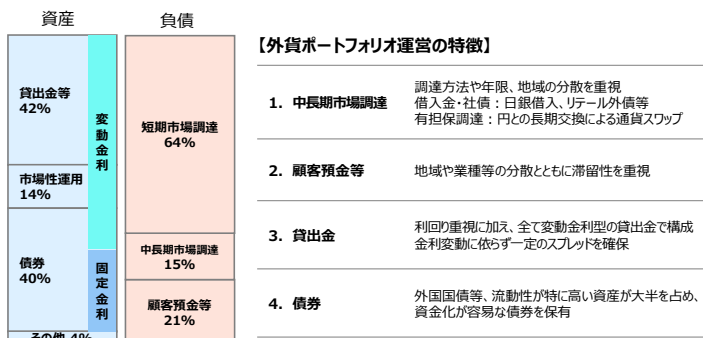 資産
負債
貸出金等
42%
市場性運用
14%
債券
40%
その他 4%
変動金利
固定金利
短期市場調達
64%
中長期市場調達
15%
顧客預金等
21%
【外貨ポートフォリオ運営の特徴】
1. 中長期市場調達
調達方法や年限、地域の分散を重視
借入金・社債：日銀借入、リテール外債等
有担保調達：円との長期交換による通貨スワップ
2. 顧客預金等
地域や業種等の分散とともに滞留性を重視
3. 貸出金
利回り重視に加え、全て変動金利型の貸出金で構成
金利変動に依らず一定のスプレッドを確保
4. 債券
外国国債等、流動性が特に高い資産が大半を占め、
資金化が容易な債券を保有